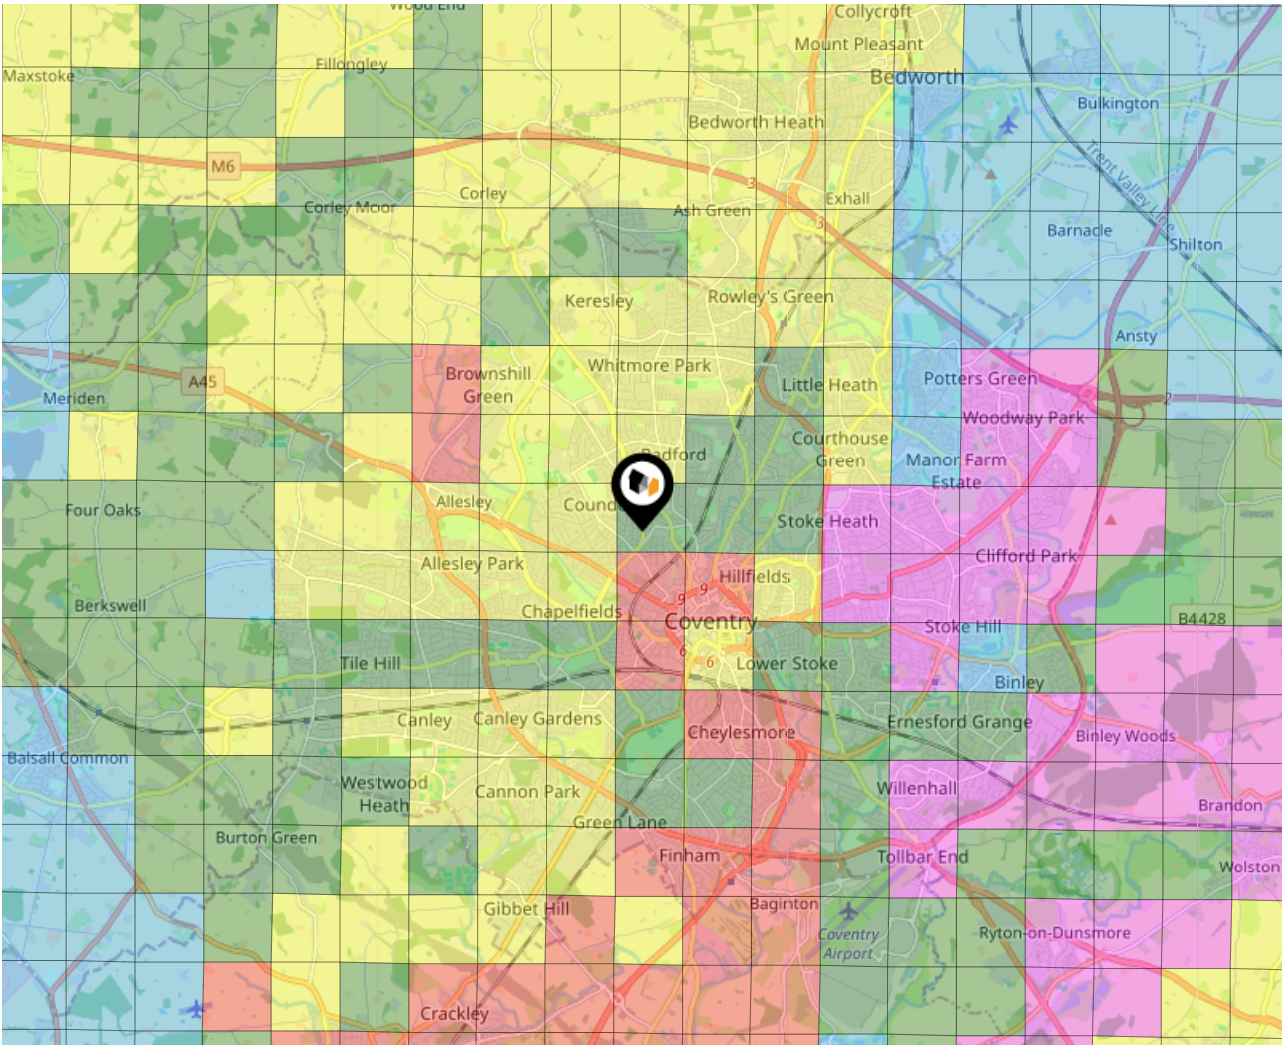 Wood End
Collycroft
Mount Pleasant
Fillongley
Maxstoke
Bedworth
Bulkington
Bedworth Heath
M6
Trent Valley Line
3
Corley
Exhall
Corley Moor
Ash Green
3
Barnacle
Shilton
Keresley
Rowley's Green
Ansty
Whitmore Park
Brownshill
Green
A45
Little Heath
Potters Green
Meriden
2
Woodway Park
Courthouse
Green
Radford
Manor Farm
Estate
Allesley
Four Oaks
Stoke Heath
Clifford Park
Allesley Park
Hillfields
9
9
Berkswell
Chapelfields
Coventry
B4428
Stoke Hill
6
6
Tile Hill
Lower Stoke
Binley
Canley
Canley Gardens
Ernesford Grange
Cheylesmore
Binley Woods
Balsall Common
Westwood
Heath
Cannon Park
Willenhall
Brandon
Green Lane
Burton Green
Finham
Tollbar End
Wolston
Gibbet Hill
Baginton
Coventry
Airport
Ryton-on-Dunsmore
Crackley